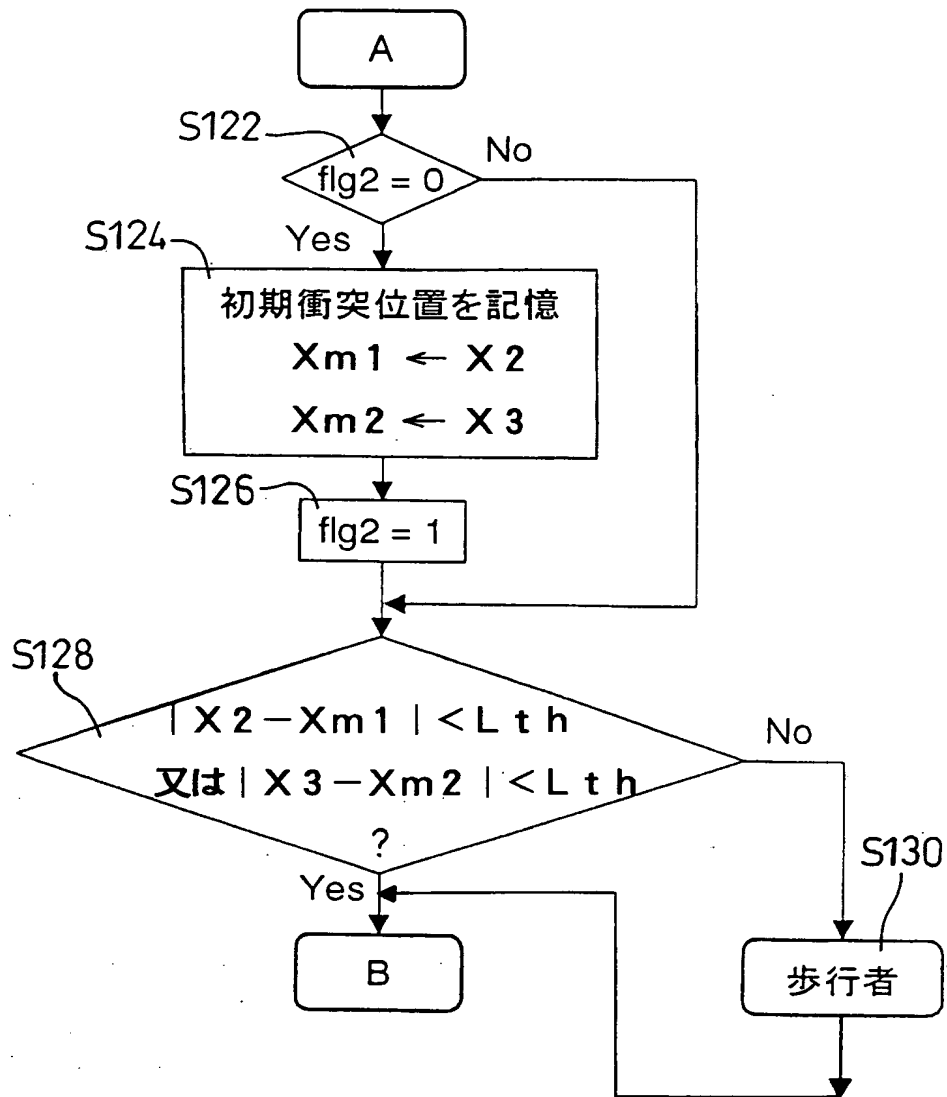 A
S122
flg2 = 0
No
Yes
S124
初期衝突位置を記憶
Xm1 ← X2
Xm2 ← X3
S126
flg2 = 1
S128
|X2-Xm1|<Lth
又は|X3-Xm2|<Lth
?
No
Yes
S130
歩行者
B